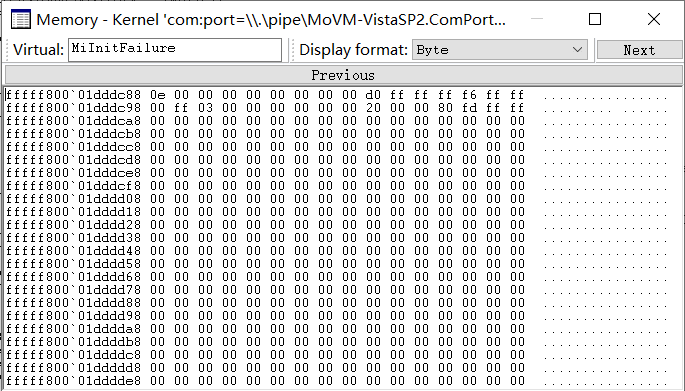 Memory - Kernel 'com:port=\\.\pipe\MoVM-VistaSP2.ComPort...
Virtual: MiInitFailure Display format: Byte Next
Previous
fffff800`01dddc88 0e 00 00 00 00 00 00 00 00 d0 ff ff ff f6 ff ff ................
fffff800`01dddc98 00 ff 03 00 00 00 00 00 00 20 00 00 80 fd ff ff ................
fffff800`01dddca8 00 00 00 00 00 00 00 00 00 00 00 00 00 00 00 00 ................
fffff800`01dddcb8 00 00 00 00 00 00 00 00 00 00 00 00 00 00 00 00 ................
fffff800`01dddcc8 00 00 00 00 00 00 00 00 00 00 00 00 00 00 00 00 ................
fffff800`01dddcd8 00 00 00 00 00 00 00 00 00 00 00 00 00 00 00 00 ................
fffff800`01dddce8 00 00 00 00 00 00 00 00 00 00 00 00 00 00 00 00 ................
fffff800`01dddcf8 00 00 00 00 00 00 00 00 00 00 00 00 00 00 00 00 ................
fffff800`01dddd08 00 00 00 00 00 00 00 00 00 00 00 00 00 00 00 00 ................
fffff800`01dddd18 00 00 00 00 00 00 00 00 00 00 00 00 00 00 00 00 ................
fffff800`01dddd28 00 00 00 00 00 00 00 00 00 00 00 00 00 00 00 00 ................
fffff800`01dddd38 00 00 00 00 00 00 00 00 00 00 00 00 00 00 00 00 ................
fffff800`01dddd48 00 00 00 00 00 00 00 00 00 00 00 00 00 00 00 00 ................
fffff800`01dddd58 00 00 00 00 00 00 00 00 00 00 00 00 00 00 00 00 ................
fffff800`01dddd68 00 00 00 00 00 00 00 00 00 00 00 00 00 00 00 00 ................
fffff800`01dddd78 00 00 00 00 00 00 00 00 00 00 00 00 00 00 00 00 ................
fffff800`01dddd88 00 00 00 00 00 00 00 00 00 00 00 00 00 00 00 00 ................
fffff800`01dddd98 00 00 00 00 00 00 00 00 00 00 00 00 00 00 00 00 ................
fffff800`01dddda8 00 00 00 00 00 00 00 00 00 00 00 00 00 00 00 00 ................
fffff800`01ddddb8 00 00 00 00 00 00 00 00 00 00 00 00 00 00 00 00 ................
fffff800`01ddddc8 00 00 00 00 00 00 00 00 00 00 00 00 00 00 00 00 ................
fffff800`01ddddd8 00 00 00 00 00 00 00 00 00 00 00 00 00 00 00 00 ................
fffff800`01dddde8 00 00 00 00 00 00 00 00 00 00 00 00 00 00 00 00 ................